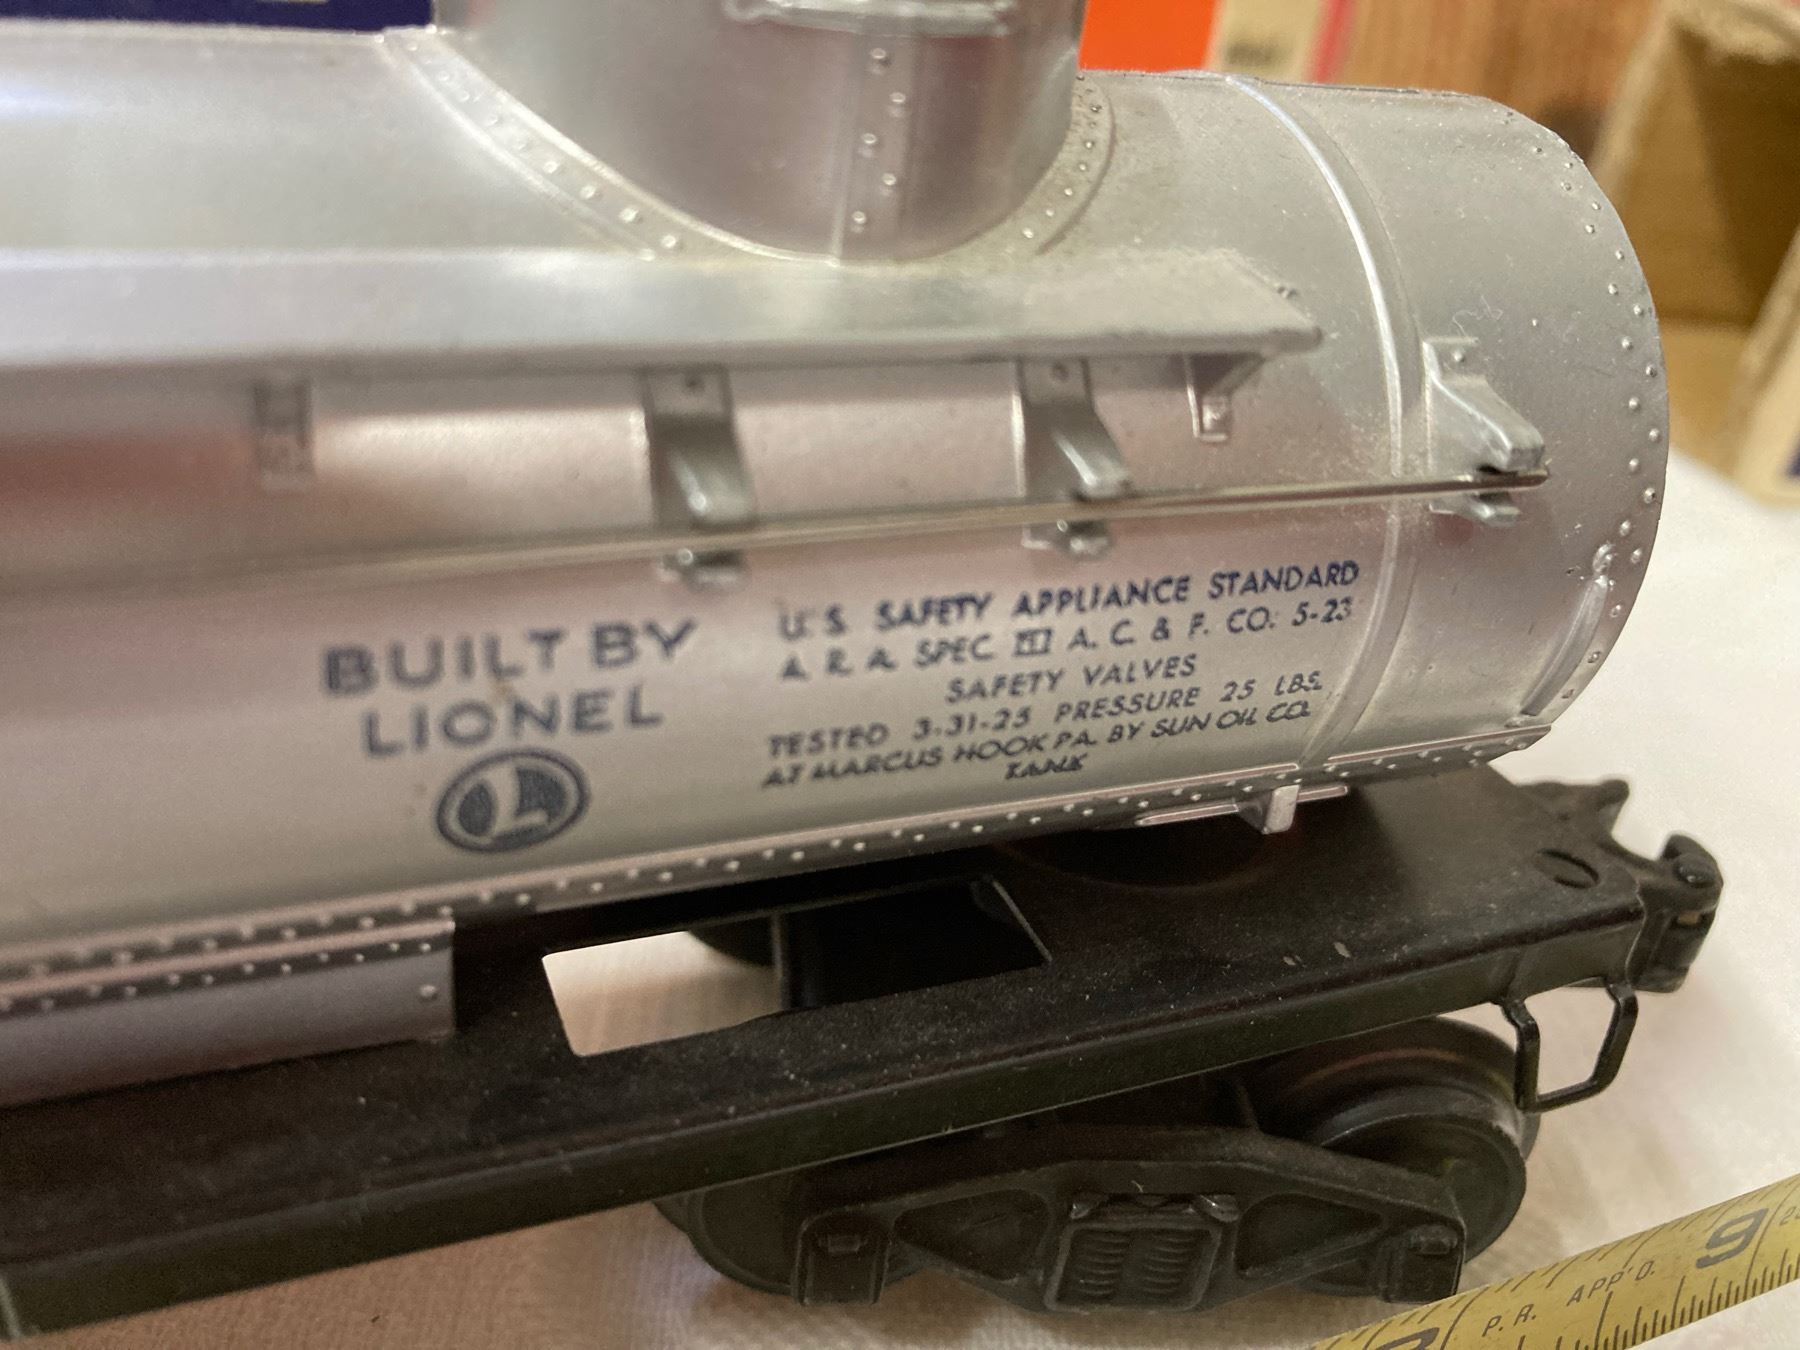 BUILT BY
LIONEL
L
U. S. SAFETY APPLIANCE STANDARD
A. R. A. SPEC III A. C. & F. CO. 5-23
SAFETY VALVES
TESTED 3-31-25 PRESSURE 25 LBS.
AT MARCUS HOOK PA. BY SUN OIL CO.
TANK
P. R. APP'D.
9